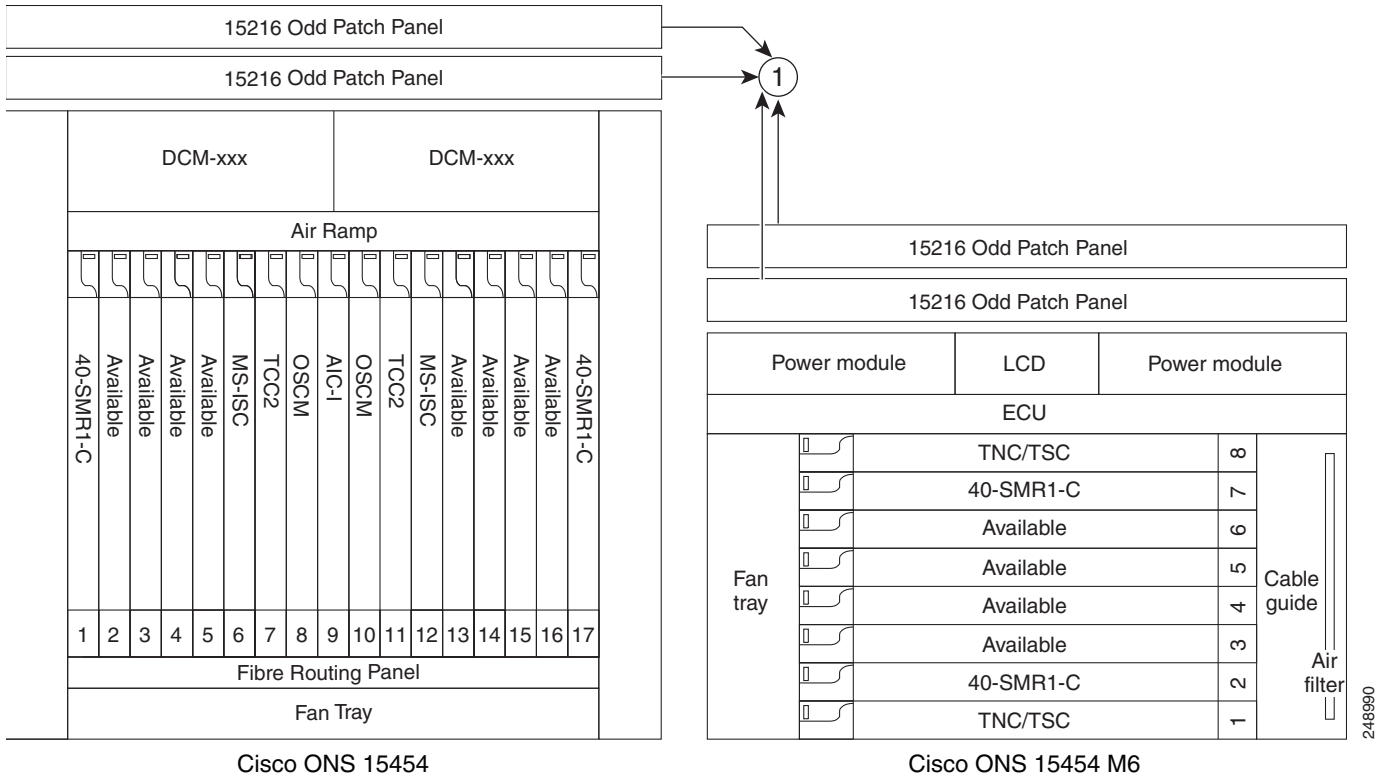 15216 Odd Patch Panel
15216 Odd Patch Panel
1
DCM-xxx DCM-xxx
Air Ramp
40-SMR1-C
Available
Available
Available
Available
MS-ISC
TCC2
OSCM
AIC-I
OSCM
TCC2
MS-ISC
Available
Available
Available
Available
40-SMR1-C
1 2 3 4 5 6 7 8 9 10 11 12 13 14 15 16 17
Fibre Routing Panel
Fan Tray
Cisco ONS 15454
15216 Odd Patch Panel
15216 Odd Patch Panel
Power module LCD Power module
ECU
Fan
tray
TNC/TSC 8
40-SMR1-C 7
Available 6
Available 5
Available 4
Available 3
40-SMR1-C 2
TNC/TSC 1
Cable
guide
Air
filter
Cisco ONS 15454 M6
248990